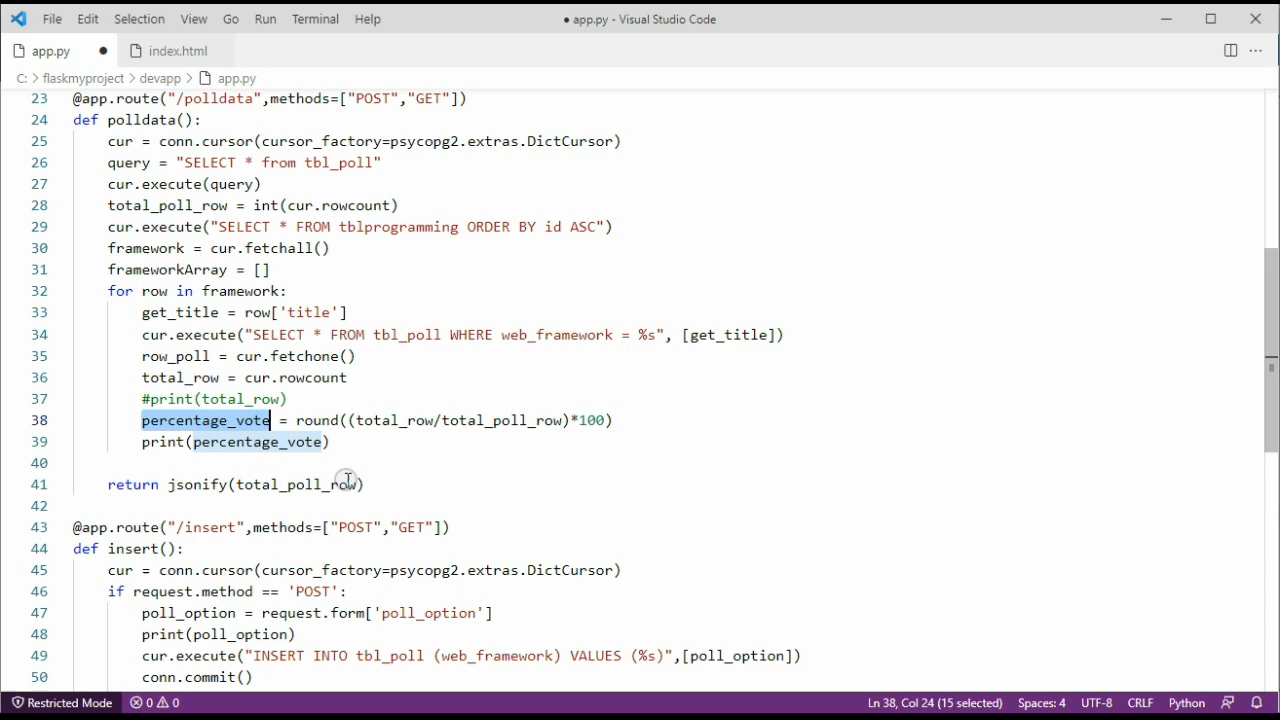 File Edit Selection View Go Run Terminal Help ● app.py - Visual Studio Code
app.py ● index.html
C: > flaskmyproject > devapp > app.py
23 @app.route("/polldata",methods=["POST","GET"])
24 def polldata():
25 cur = conn.cursor(cursor_factory=psycopg2.extras.DictCursor)
26 query = "SELECT * from tbl_poll"
27 cur.execute(query)
28 total_poll_row = int(cur.rowcount)
29 cur.execute("SELECT * FROM tblprogramming ORDER BY id ASC")
30 framework = cur.fetchall()
31 frameworkArray = []
32 for row in framework:
33 get_title = row['title']
34 cur.execute("SELECT * FROM tbl_poll WHERE web_framework = %s", [get_title])
35 row_poll = cur.fetchone()
36 total_row = cur.rowcount
37 #print(total_row)
38 percentage_vote = round((total_row/total_poll_row)*100)
39 print(percentage_vote)
40
41 return jsonify(total_poll_row)
42
43 @app.route("/insert",methods=["POST","GET"])
44 def insert():
45 cur = conn.cursor(cursor_factory=psycopg2.extras.DictCursor)
46 if request.method == 'POST':
47 poll_option = request.form['poll_option']
48 print(poll_option)
49 cur.execute("INSERT INTO tbl_poll (web_framework) VALUES (%s)",[poll_option])
50 conn.commit()
Restricted Mode 0 0 Ln 38, Col 24 (15 selected) Spaces: 4 UTF-8 CRLF Python